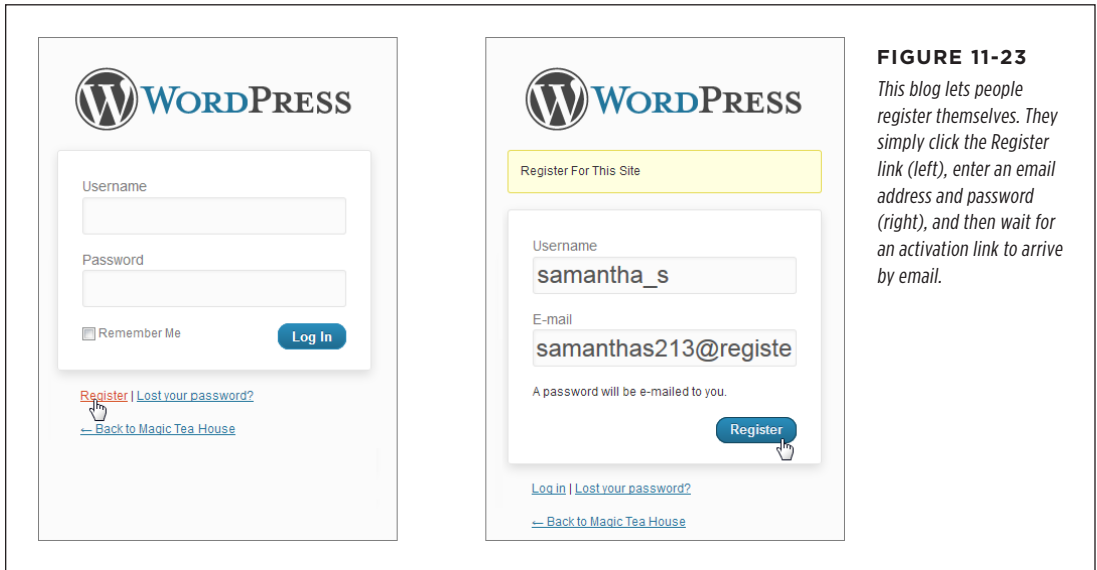 WORDPRESS
Username
Password
Remember Me
Log In
Register | Lost your password?
← Back to Magic Tea House
WORDPRESS
Register For This Site
Username
samantha_s
E-mail
samanthas213@registe
A password will be e-mailed to you.
Register
Log in | Lost your password?
← Back to Magic Tea House
FIGURE 11-23
This blog lets people
register themselves. They
simply click the Register
link (left), enter an email
address and password
(right), and then wait for
an activation link to arrive
by email.